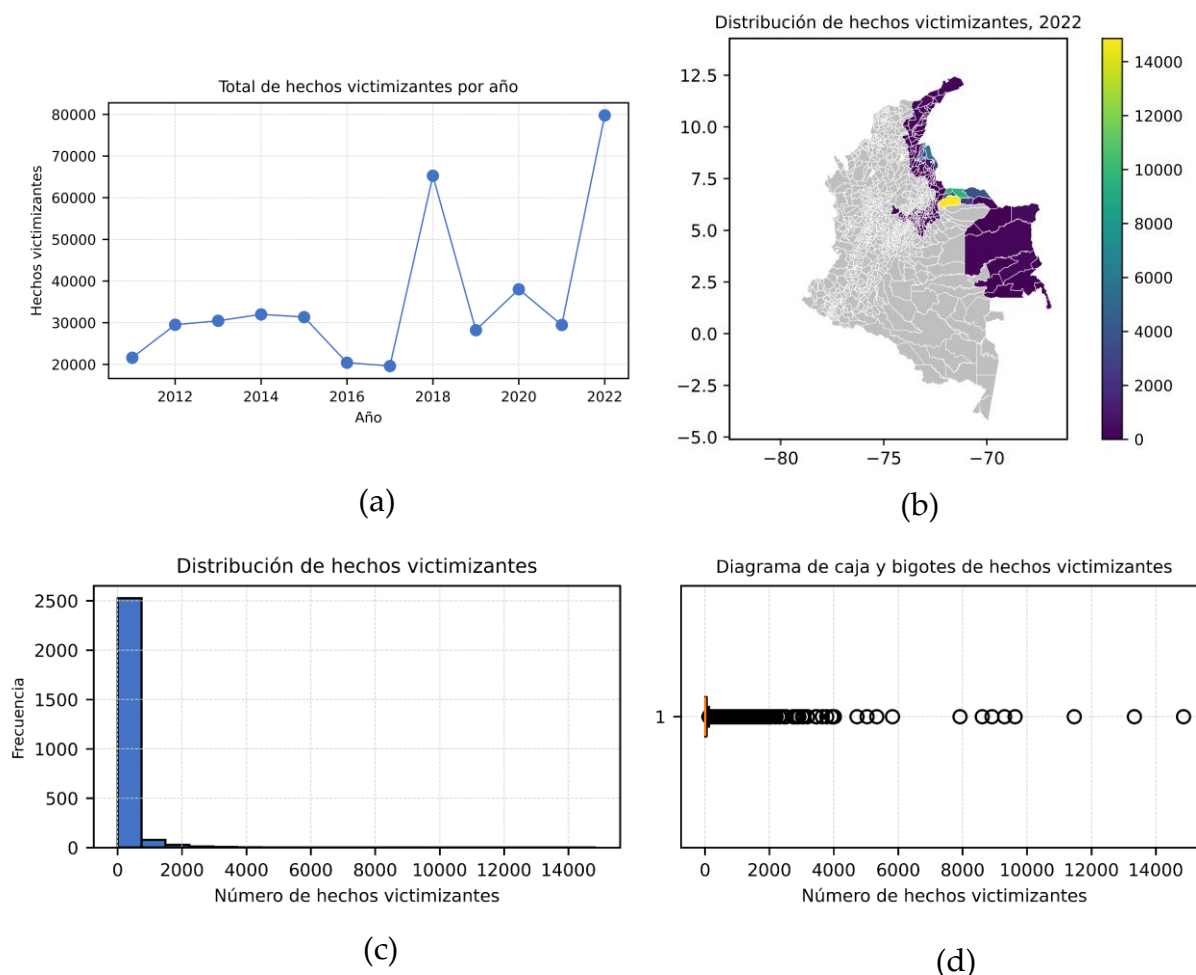 Total de hechos victimizantes por año
80000
70000
60000
50000
40000
30000
20000
Hechos victimizantes
2012 2014 2016 2018 2020 2022
Año
(a)
Distribución de hechos victimizantes, 2022
12.5
10.0
7.5
5.0
2.5
0.0
−2.5
−5.0
−80 −75 −70
14000
12000
10000
8000
6000
4000
2000
0
(b)
Distribución de hechos victimizantes
2500
2000
1500
1000
500
0
Frecuencia
0 2000 4000 6000 8000 10000 12000 14000
Número de hechos victimizantes
(c)
Diagrama de caja y bigotes de hechos victimizantes
1
0 2000 4000 6000 8000 10000 12000 14000
Número de hechos victimizantes
(d)